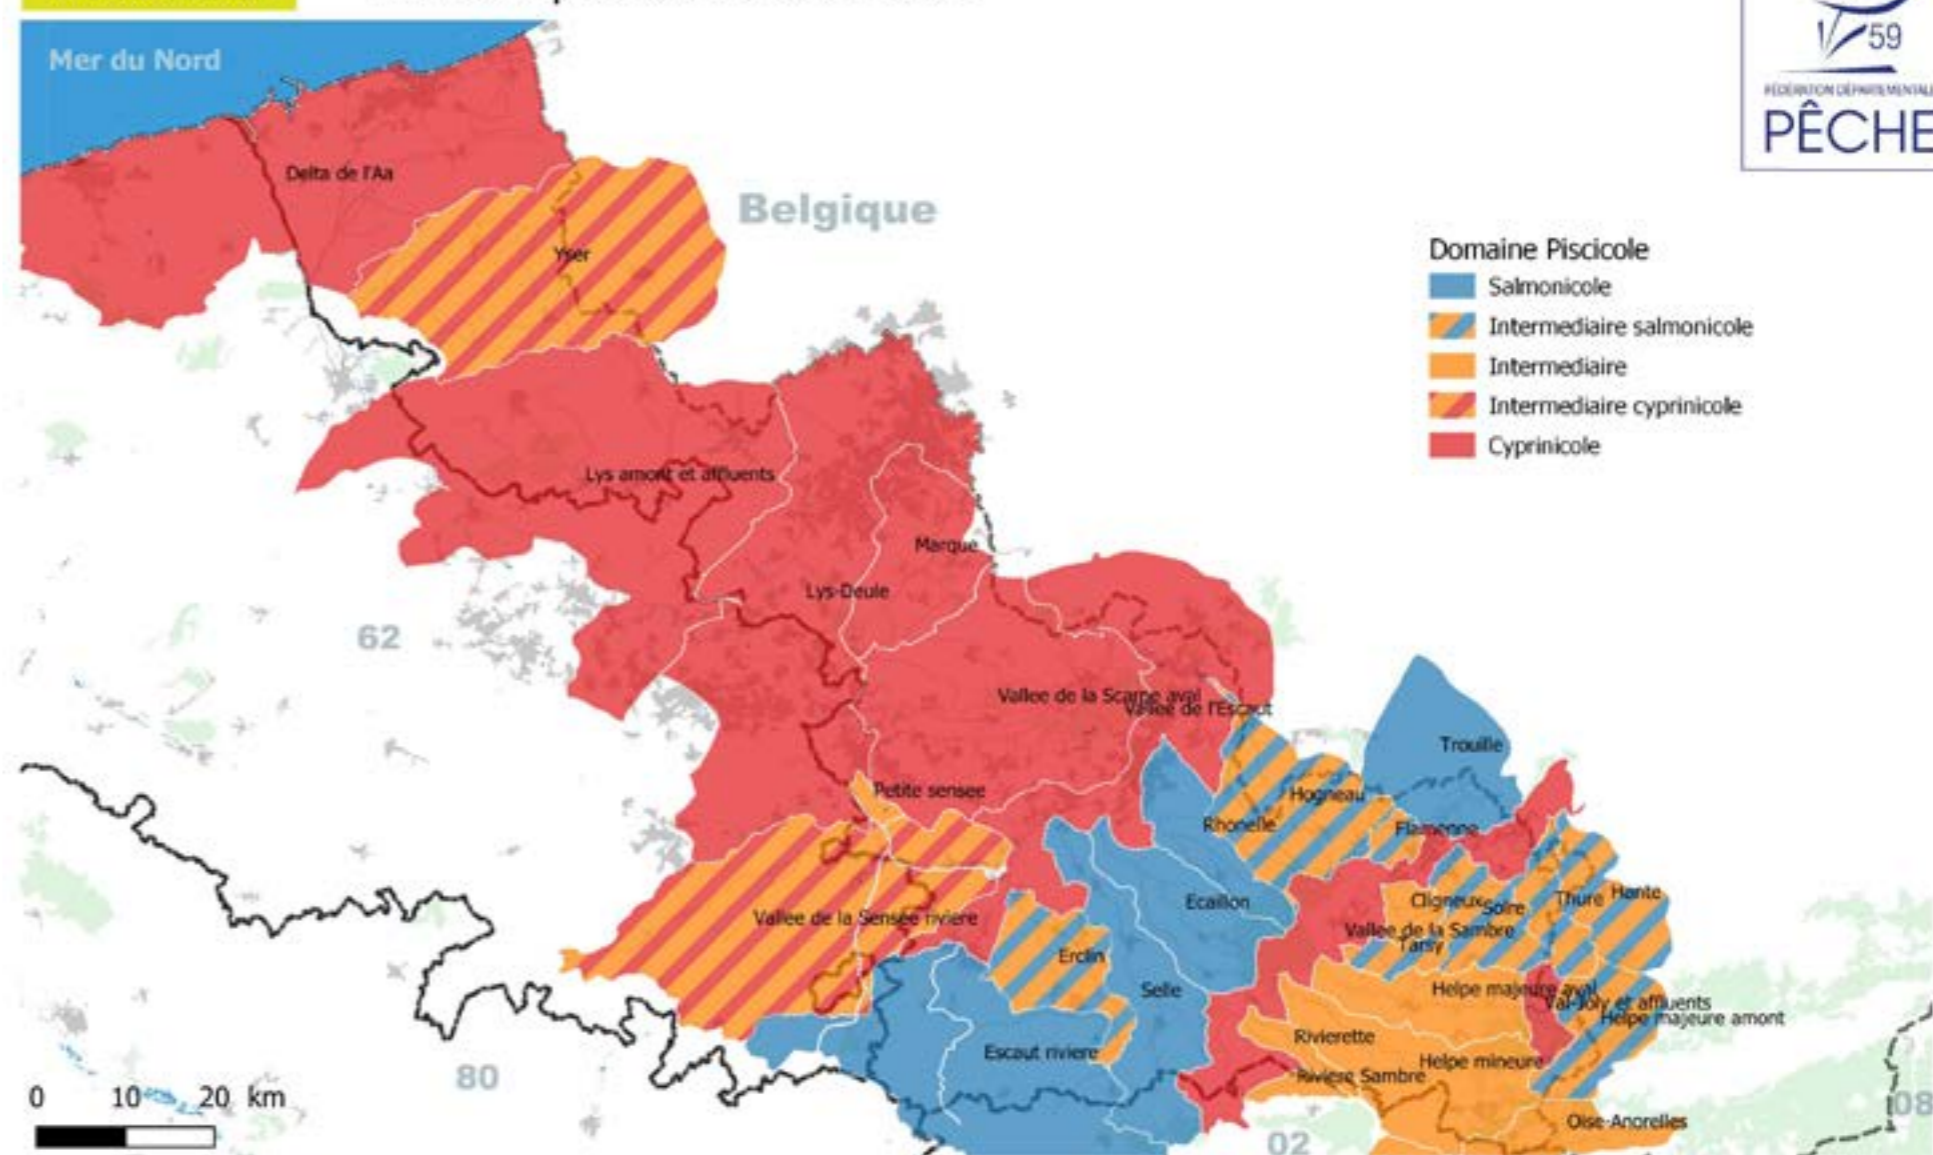 Mer du Nord
59
FÉDÉRATION DÉPARTEMENTALE
PÊCHE
Delta de l'Aa
Belgique
Yser
Domaine Piscicole
Salmonicole
Intermediaire salmonicole
Intermediaire
Intermediaire cyprinicole
Cyprinicole
Lys amont et affluents
Marque
Lys-Deule
62
Vallee de la Scarpe aval
Vallee de l'Escaut
Trouille
Petite sensee
Hogneau
Rhonelle
Flamenne
Ecaillon
Cligneux
Solre
Thure
Hante
Vallee de la Sensee riviere
Vallee de la Sambre
Tarsy
Erclin
Selle
Helpe majeure aval
Val-Joly et affluents
Helpe majeure amont
Rivierette
Escaut riviere
Helpe mineure
Riviere Sambre
80
0 10 20 km
08
Oise-Anorelles
02